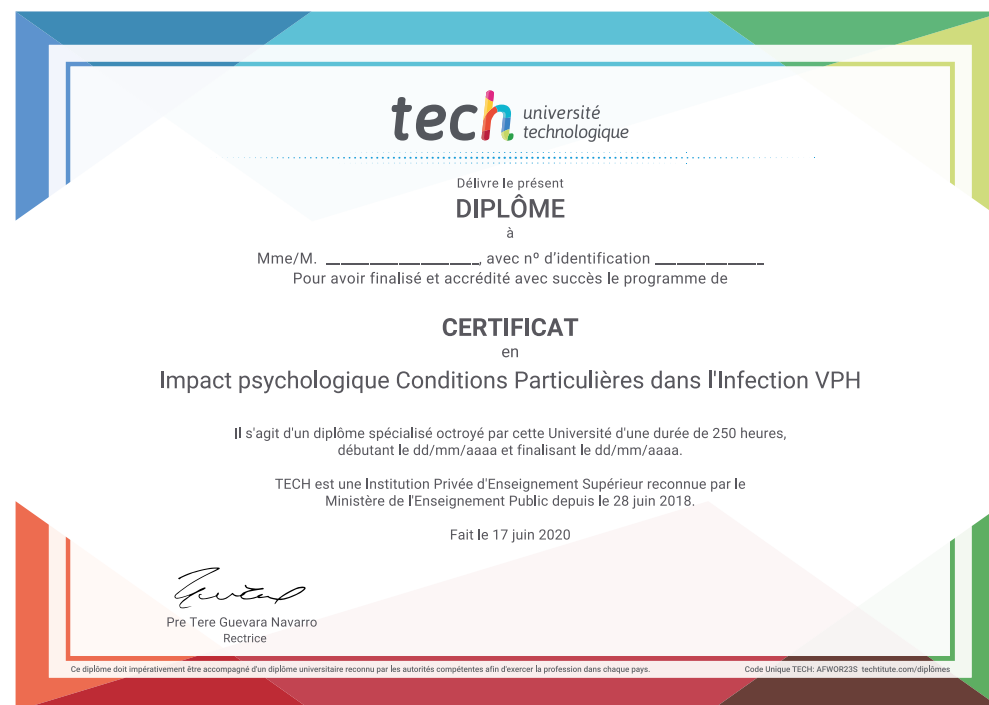 tech université
technologique
Délivre le présent
DIPLÔME
à
Mme/M. ____________________, avec nº d'identification ______________
Pour avoir finalisé et accrédité avec succès le programme de
CERTIFICAT
en
Impact psychologique Conditions Particulières dans l'Infection VPH
Il s'agit d'un diplôme spécialisé octroyé par cette Université d'une durée de 250 heures,
débutant le dd/mm/aaaa et finalisant le dd/mm/aaaa.
TECH est une Institution Privée d'Enseignement Supérieur reconnue par le
Ministère de l'Enseignement Public depuis le 28 juin 2018.
Fait le 17 juin 2020
Pre Tere Guevara Navarro
Rectrice
Ce diplôme doit impérativement être accompagné d'un diplôme universitaire reconnu par les autorités compétentes afin d'exercer la profession dans chaque pays.
Code Unique TECH: AFWOR23S techtitute.com/diplômes